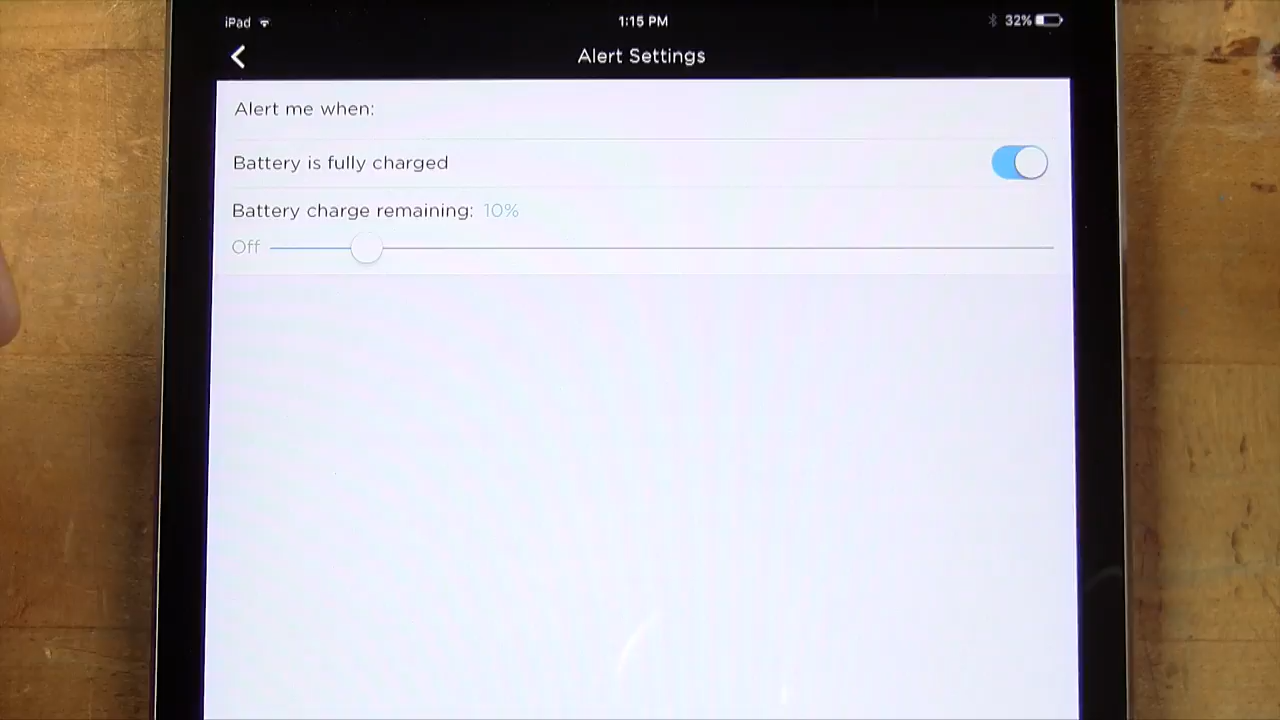 iPad 1:15 PM 32%
Alert Settings
Alert me when:
Battery is fully charged
Battery charge remaining: 10%
Off